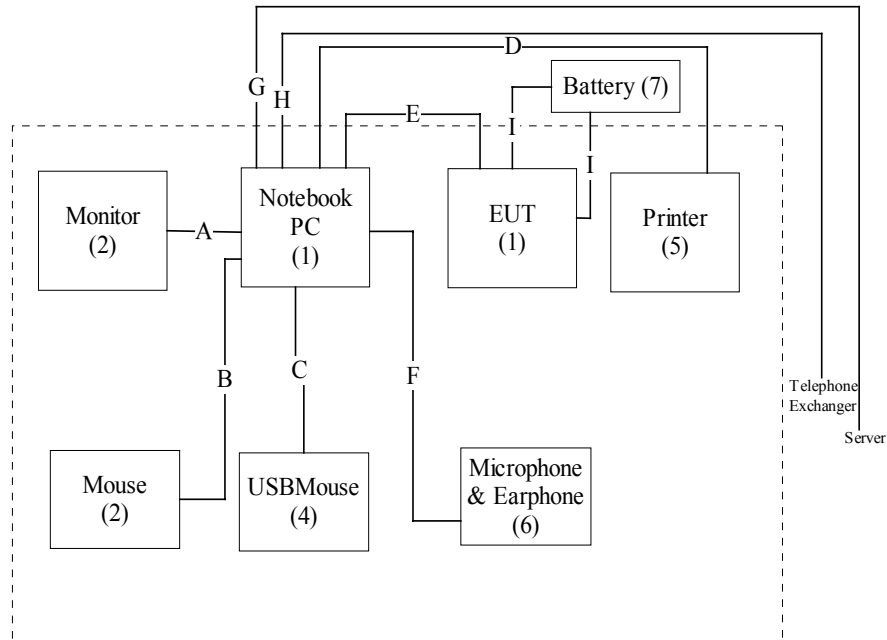 D
G
H
Battery (7)
E
I
I
Monitor
(2)
A
Notebook
PC
(1)
EUT
(1)
Printer
(5)
B
C
F
Telephone
Exchanger
Server
Mouse
(2)
USBMouse
(4)
Microphone
& Earphone
(6)